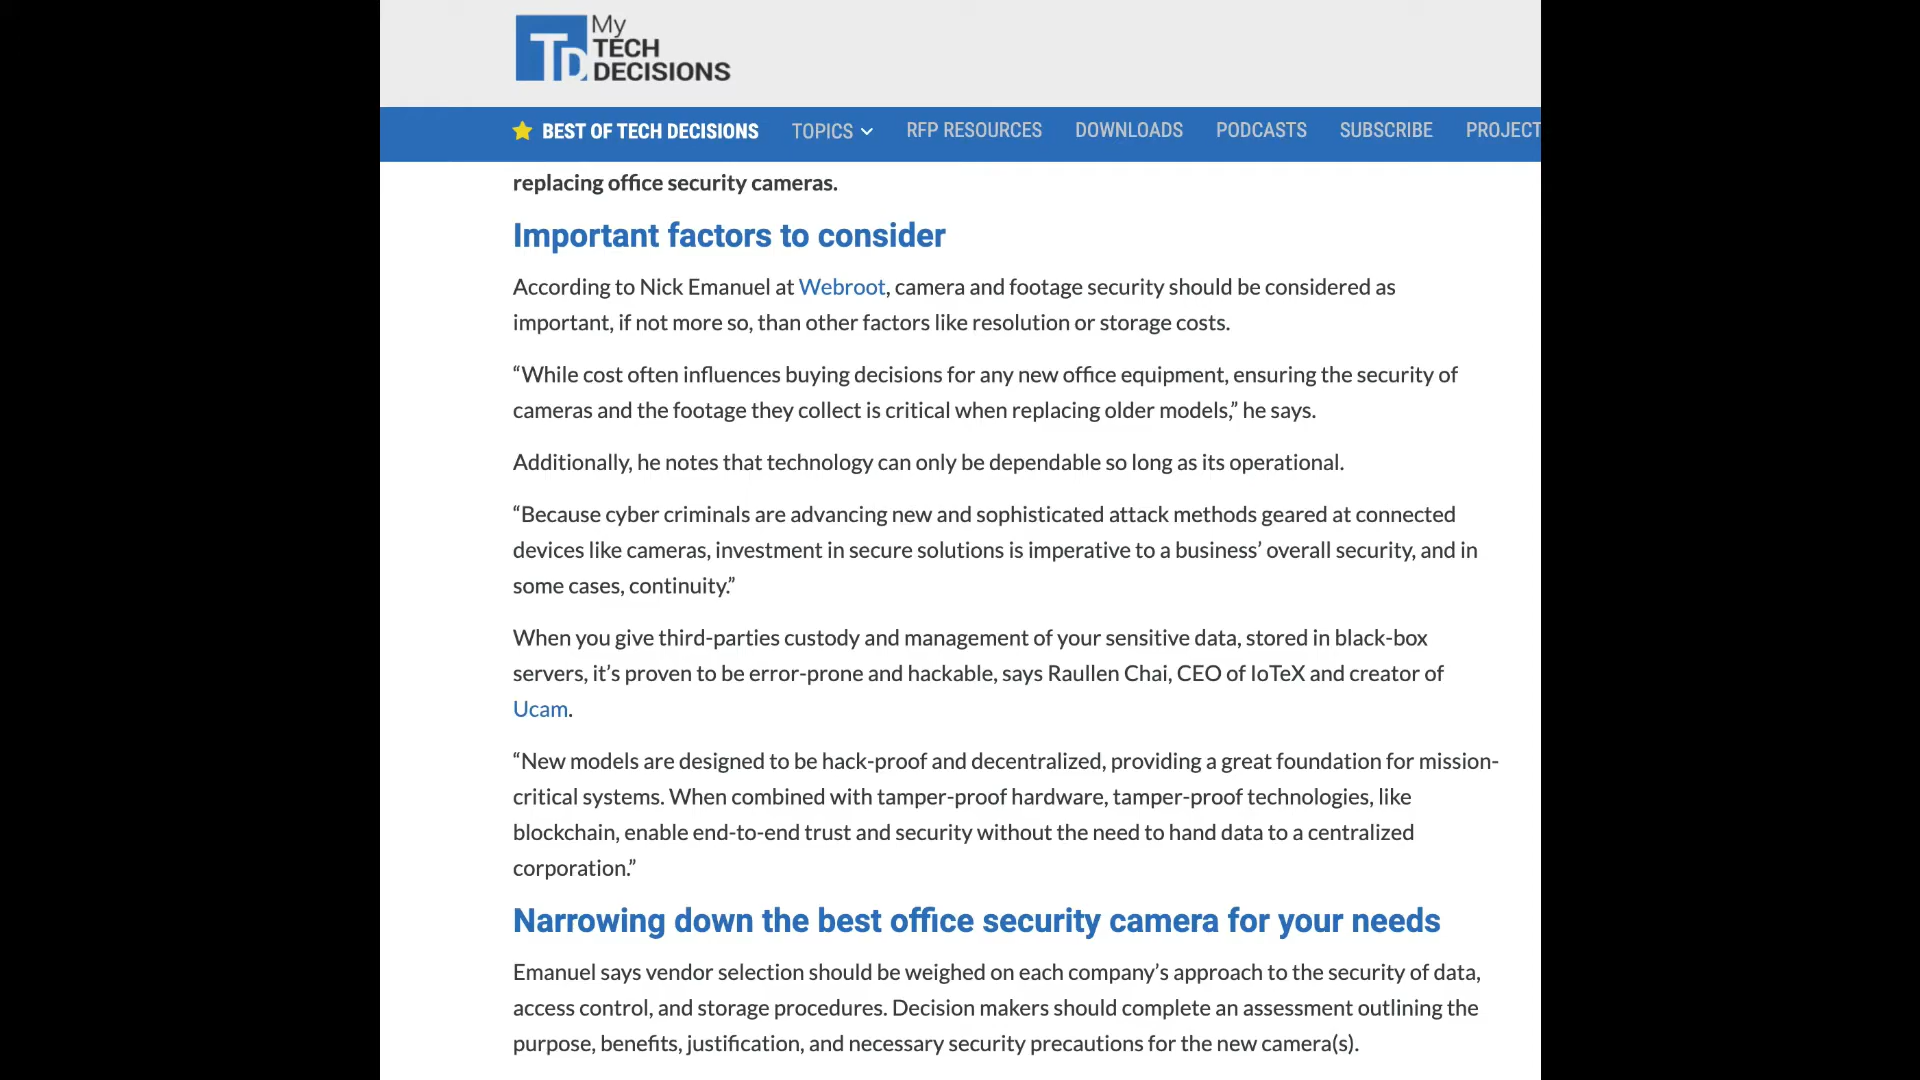 My
TECH
DECISIONS
TD
BEST OF TECH DECISIONS TOPICS RFP RESOURCES DOWNLOADS PODCASTS SUBSCRIBE PROJECT
replacing office security cameras.
Important factors to consider
According to Nick Emanuel at Webroot, camera and footage security should be considered as
important, if not more so, than other factors like resolution or storage costs.
“While cost often influences buying decisions for any new office equipment, ensuring the security of
cameras and the footage they collect is critical when replacing older models,” he says.
Additionally, he notes that technology can only be dependable so long as its operational.
“Because cyber criminals are advancing new and sophisticated attack methods geared at connected
devices like cameras, investment in secure solutions is imperative to a business’ overall security, and in
some cases, continuity.”
When you give third-parties custody and management of your sensitive data, stored in black-box
servers, it’s proven to be error-prone and hackable, says Raullen Chai, CEO of IoTeX and creator of
Ucam.
“New models are designed to be hack-proof and decentralized, providing a great foundation for mission-
critical systems. When combined with tamper-proof hardware, tamper-proof technologies, like
blockchain, enable end-to-end trust and security without the need to hand data to a centralized
corporation.”
Narrowing down the best office security camera for your needs
Emanuel says vendor selection should be weighed on each company’s approach to the security of data,
access control, and storage procedures. Decision makers should complete an assessment outlining the
purpose, benefits, justification, and necessary security precautions for the new camera(s).